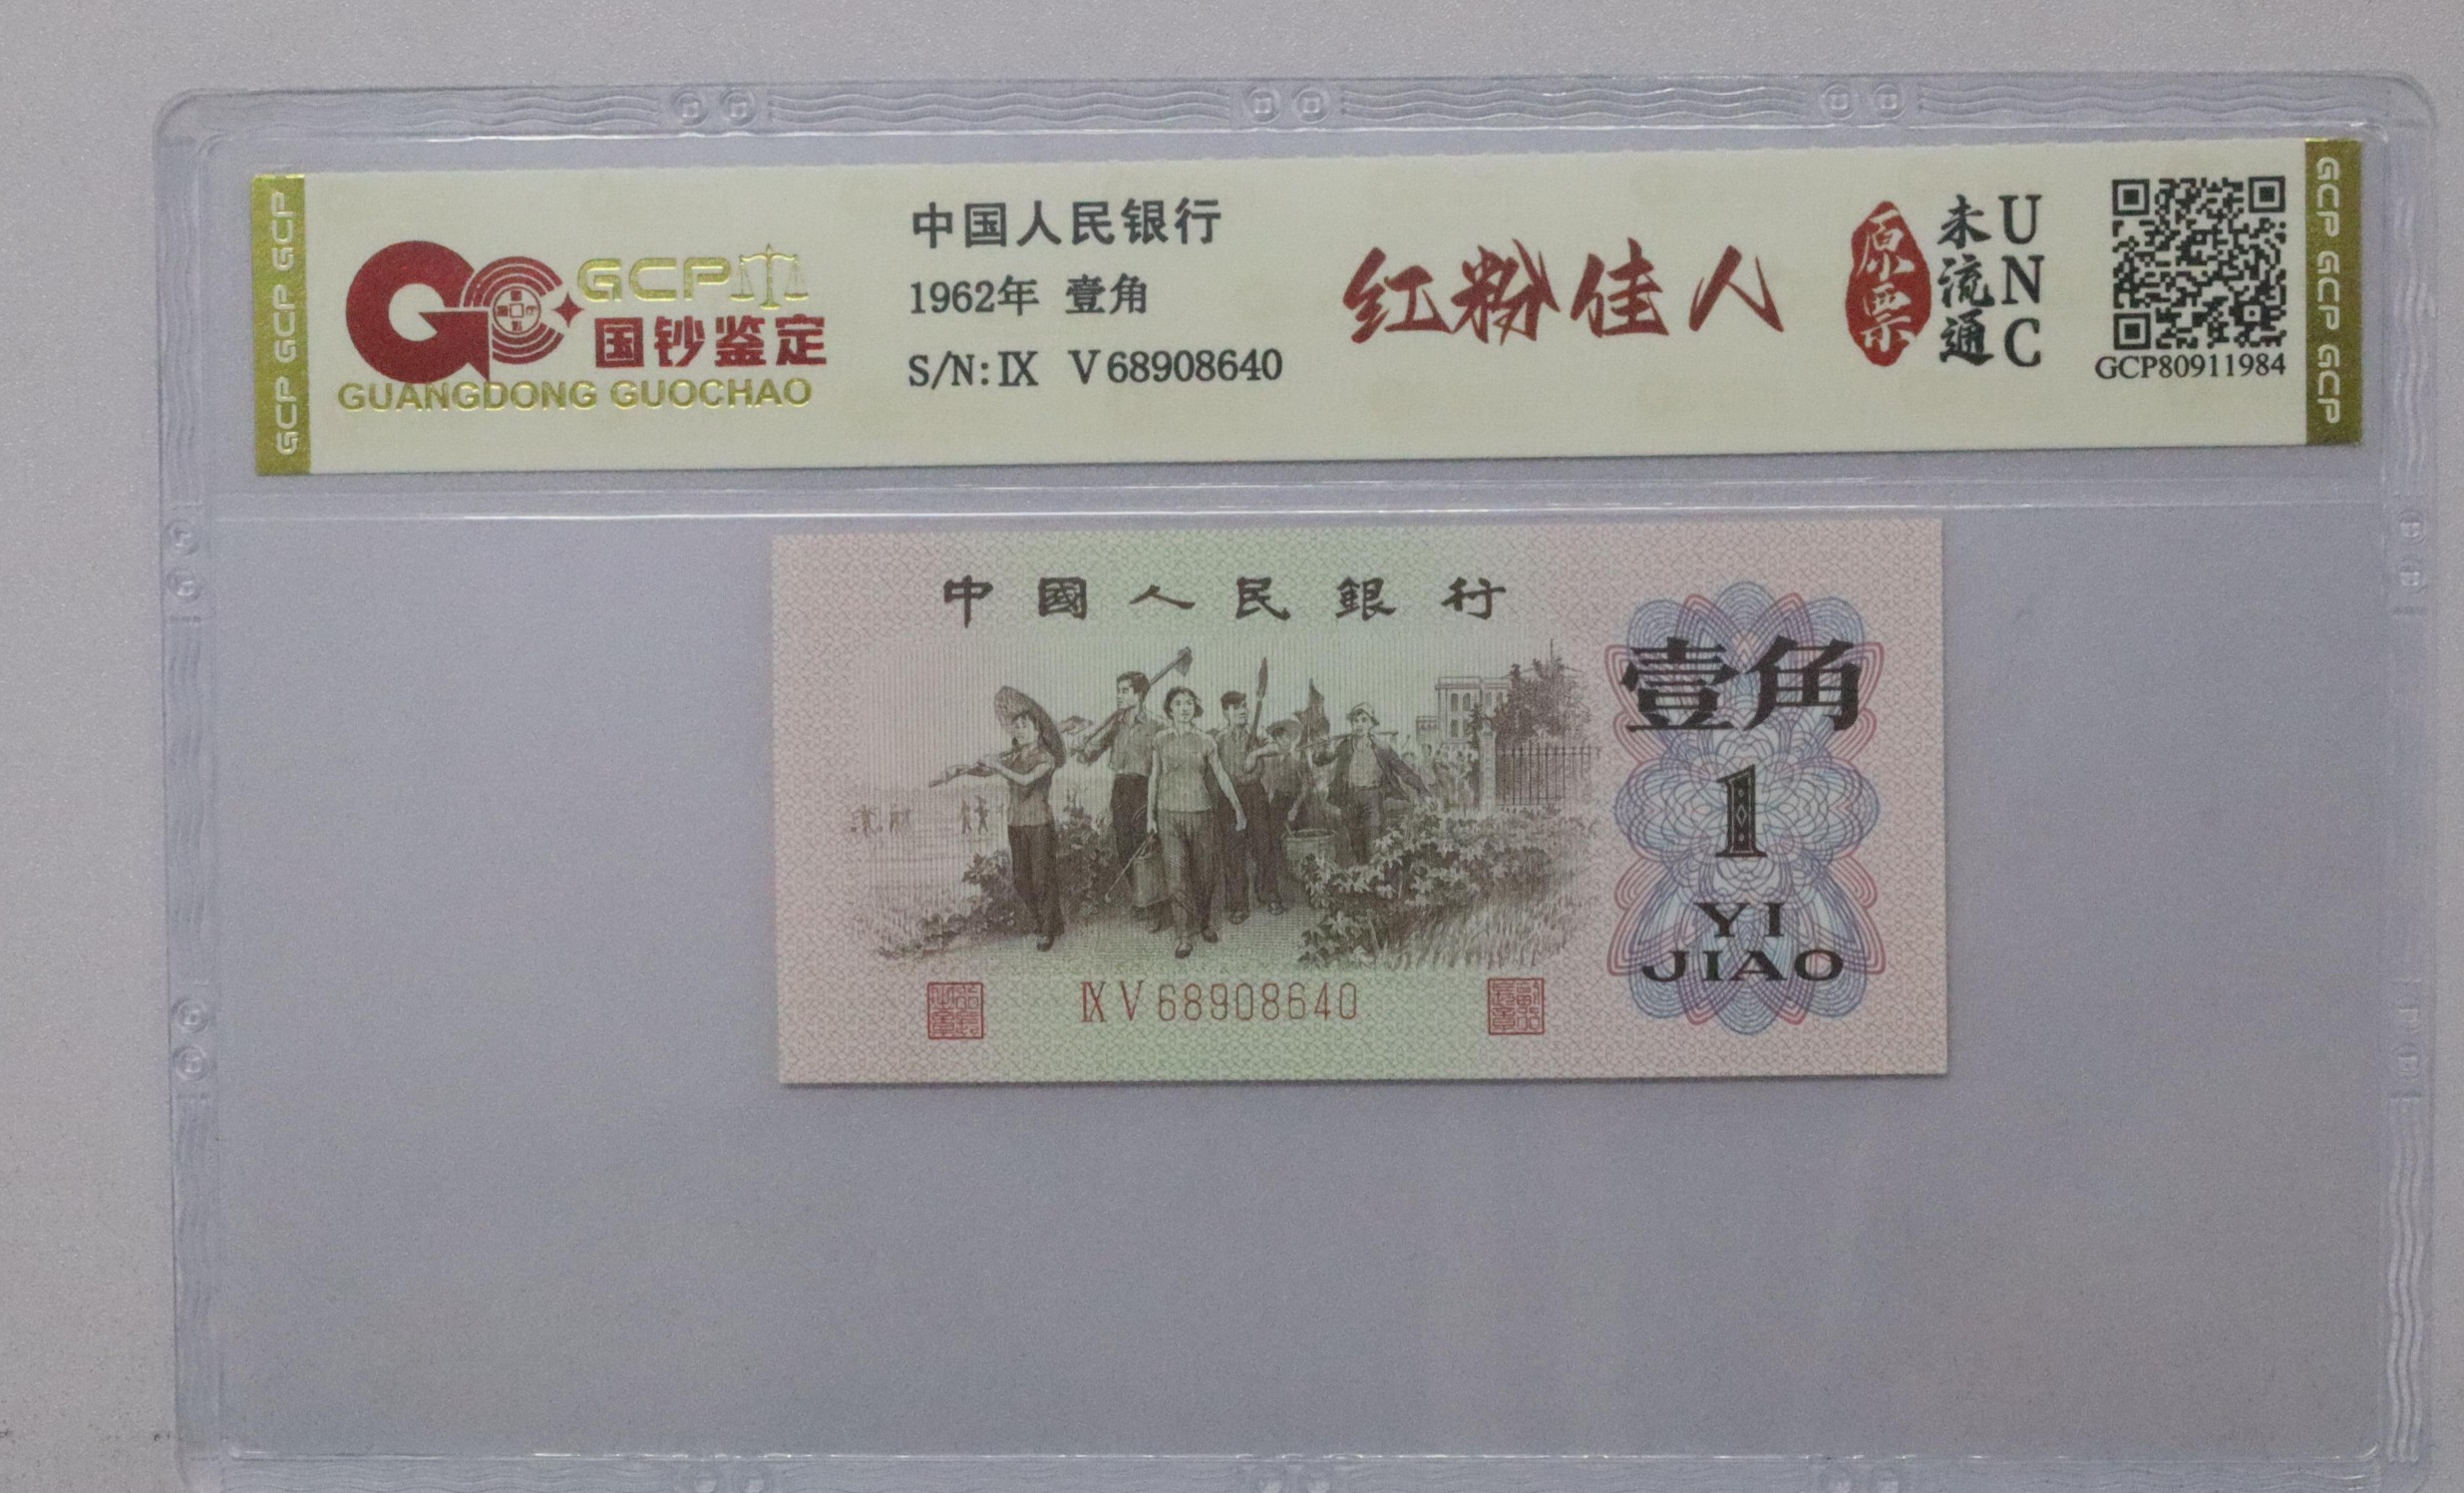 GCP GCP GCP
GCP
国钞鉴定
GUANGDONG GUOCHAO
中国人民银行
1962年 壹角
S/N: IX V 68908640
红粉佳人
原票
未流通
UNC
GCP80911984
GCP GCP GCP
中國人民銀行
壹角
1
YI
JIAO
IX V 68908640